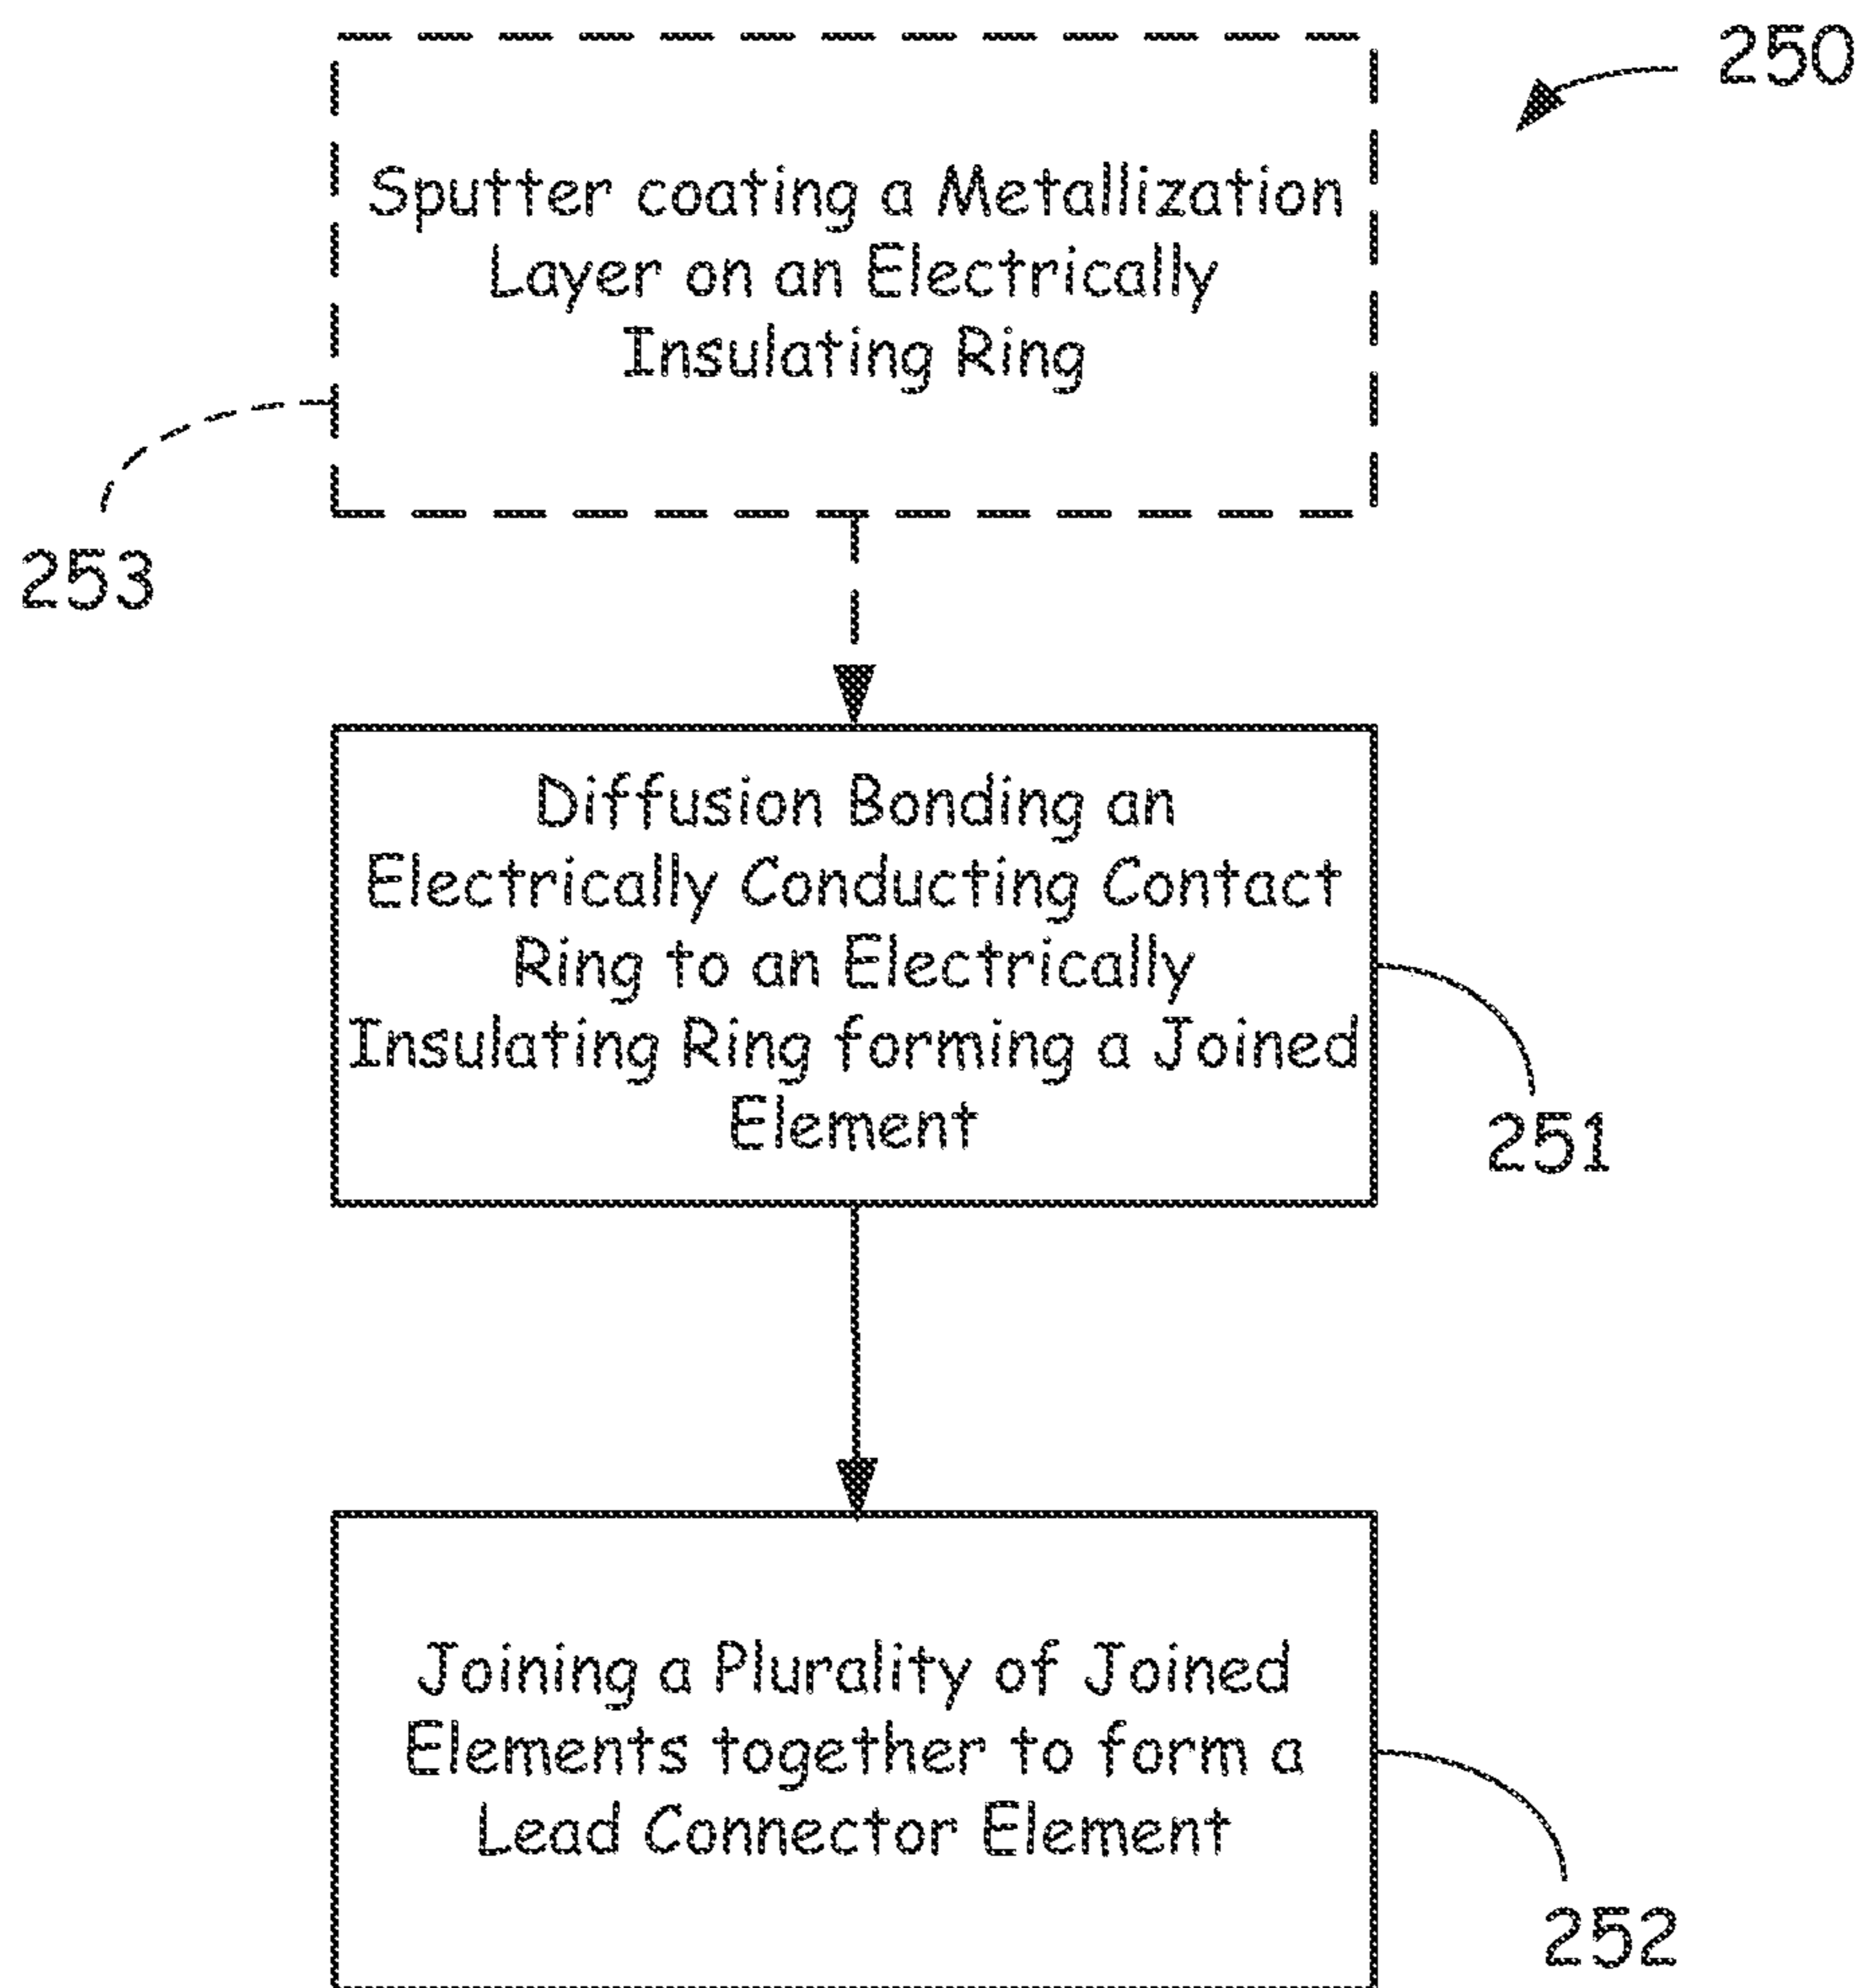 250
Sputter coating a Metallization
Layer on an Electrically
Insulating Ring
253
Diffusion Bonding an
Electrically Conducting Contact
Ring to an Electrically
Insulating Ring forming a Joined
Element
251
Joining a Plurality of Joined
Elements together to form a
Lead Connector Element
252